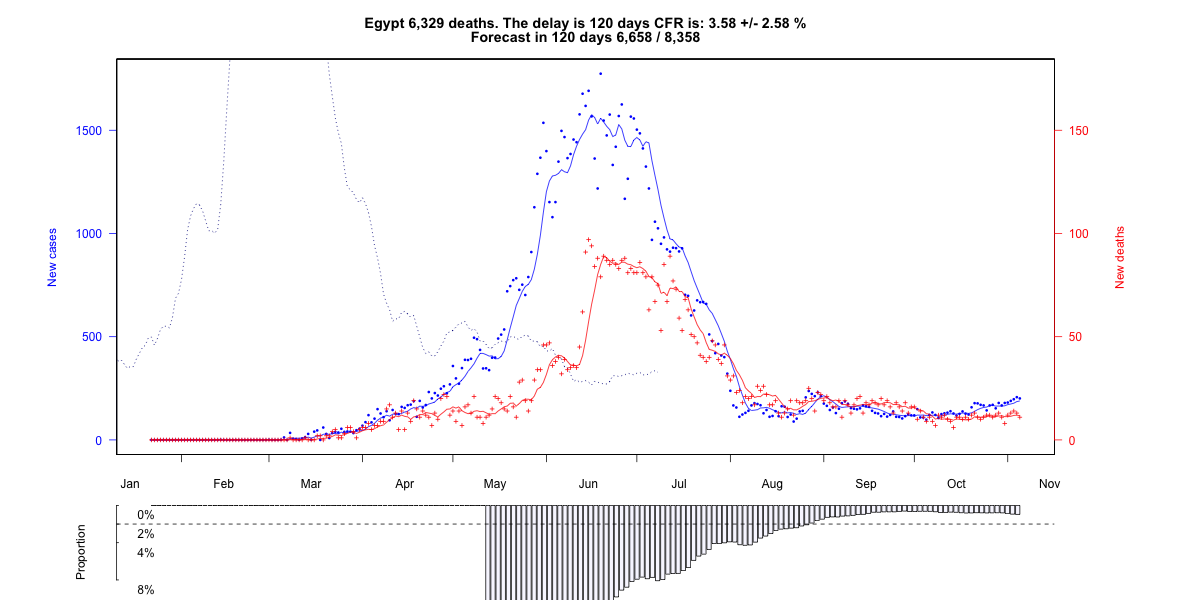 Egypt 6,329 deaths. The delay is 120 days CFR is: 3.58 +/- 2.58 %
Forecast in 120 days 6,658 / 8,358
1500
1000
500
0
New cases
150
100
50
0
New deaths
Jan
Feb
Mar
Apr
May
Jun
Jul
Aug
Sep
Oct
Nov
Proportion
0%
2%
4%
8%